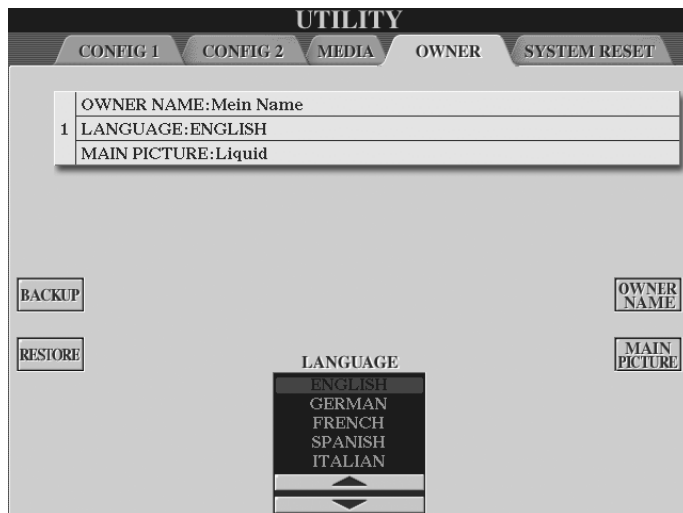 UTILITY
CONFIG 1 CONFIG 2 MEDIA OWNER SYSTEM RESET
OWNER NAME:Mein Name
1 LANGUAGE:ENGLISH
MAIN PICTURE:Liquid
BACKUP
OWNER
NAME
RESTORE
MAIN
PICTURE
LANGUAGE
ENGLISH
GERMAN
FRENCH
SPANISH
ITALIAN